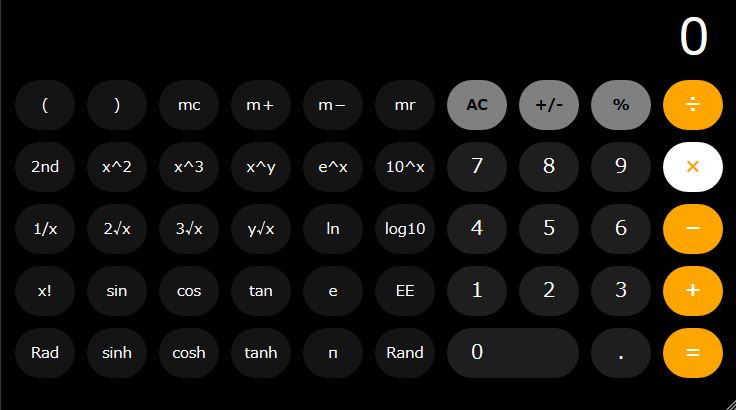 0
( ) mc m+ m− mr AC +/- % ÷
2nd x^2 x^3 x^y e^x 10^x 7 8 9 ×
1/x 2√x 3√x y√x ln log10 4 5 6 −
x! sin cos tan e EE 1 2 3 +
Rad sinh cosh tanh п Rand 0 . =